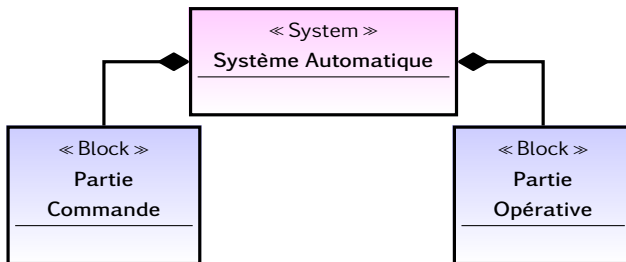 ≪ System ≫
Système Automatique
≪ Block ≫
Partie
Commande
≪ Block ≫
Partie
Opérative